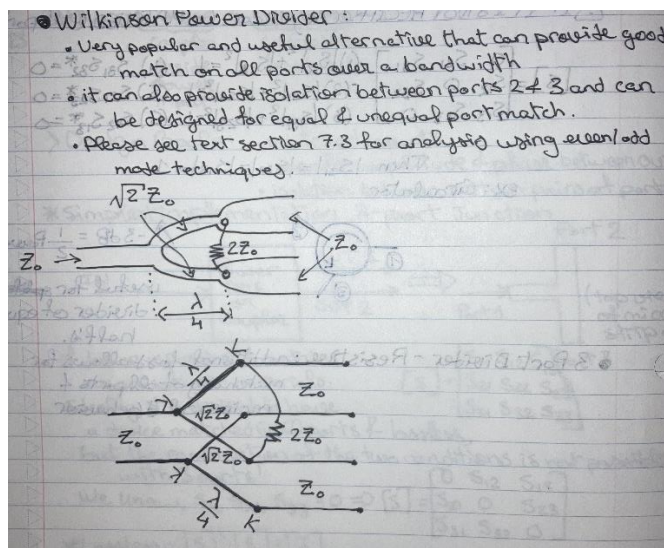 • Wilkinson Power Divider :
• Very popular and useful alternative that can provide good
match on all ports over a bandwidth
• it can also provide isolation between ports 2 & 3 and can
be designed for equal & unequal port match.
• Please see text section 7.3 for analysis using even/odd
mode techniques.
√2 Z₀
Z₀
2Z₀
Z₀
λ/4
λ/4
Z₀
√2 Z₀
Z₀
2Z₀
√2 Z₀
Z₀
λ/4